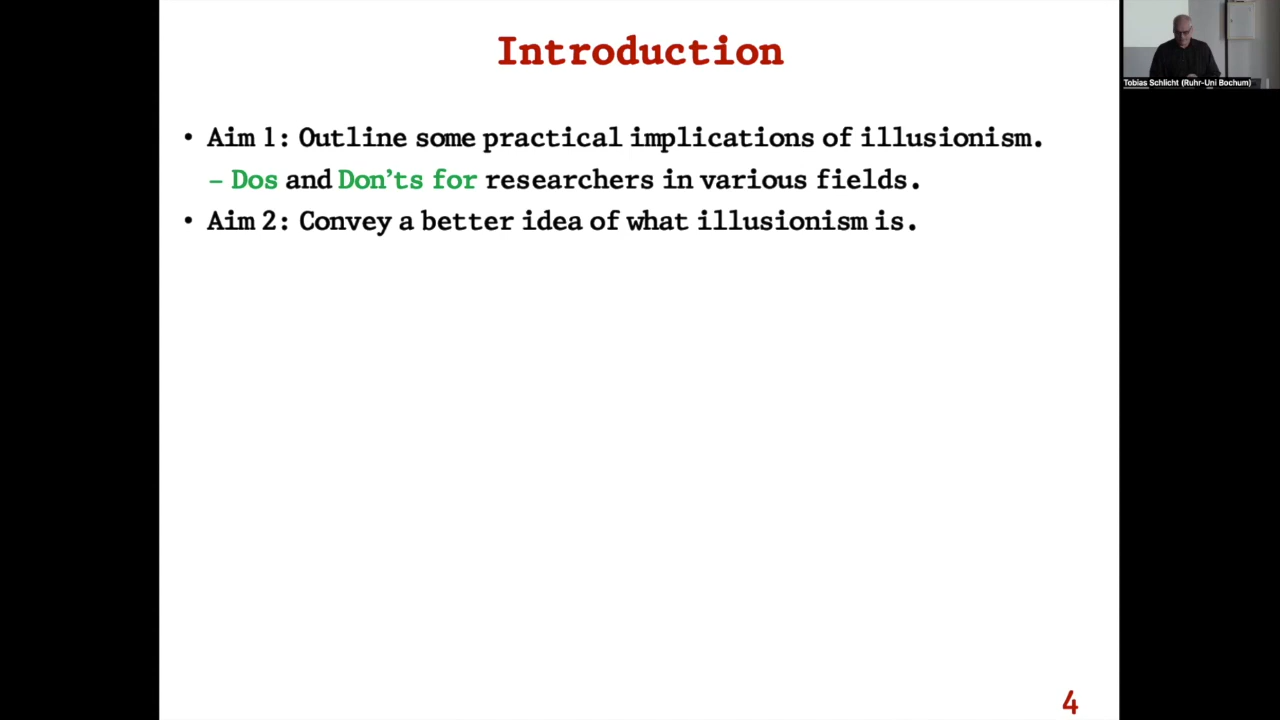 Introduction
• Aim 1: Outline some practical implications of illusionism.
– Dos and Don’ts for researchers in various fields.
• Aim 2: Convey a better idea of what illusionism is.
4
Tobias Schlicht (Ruhr-Uni Bochum)